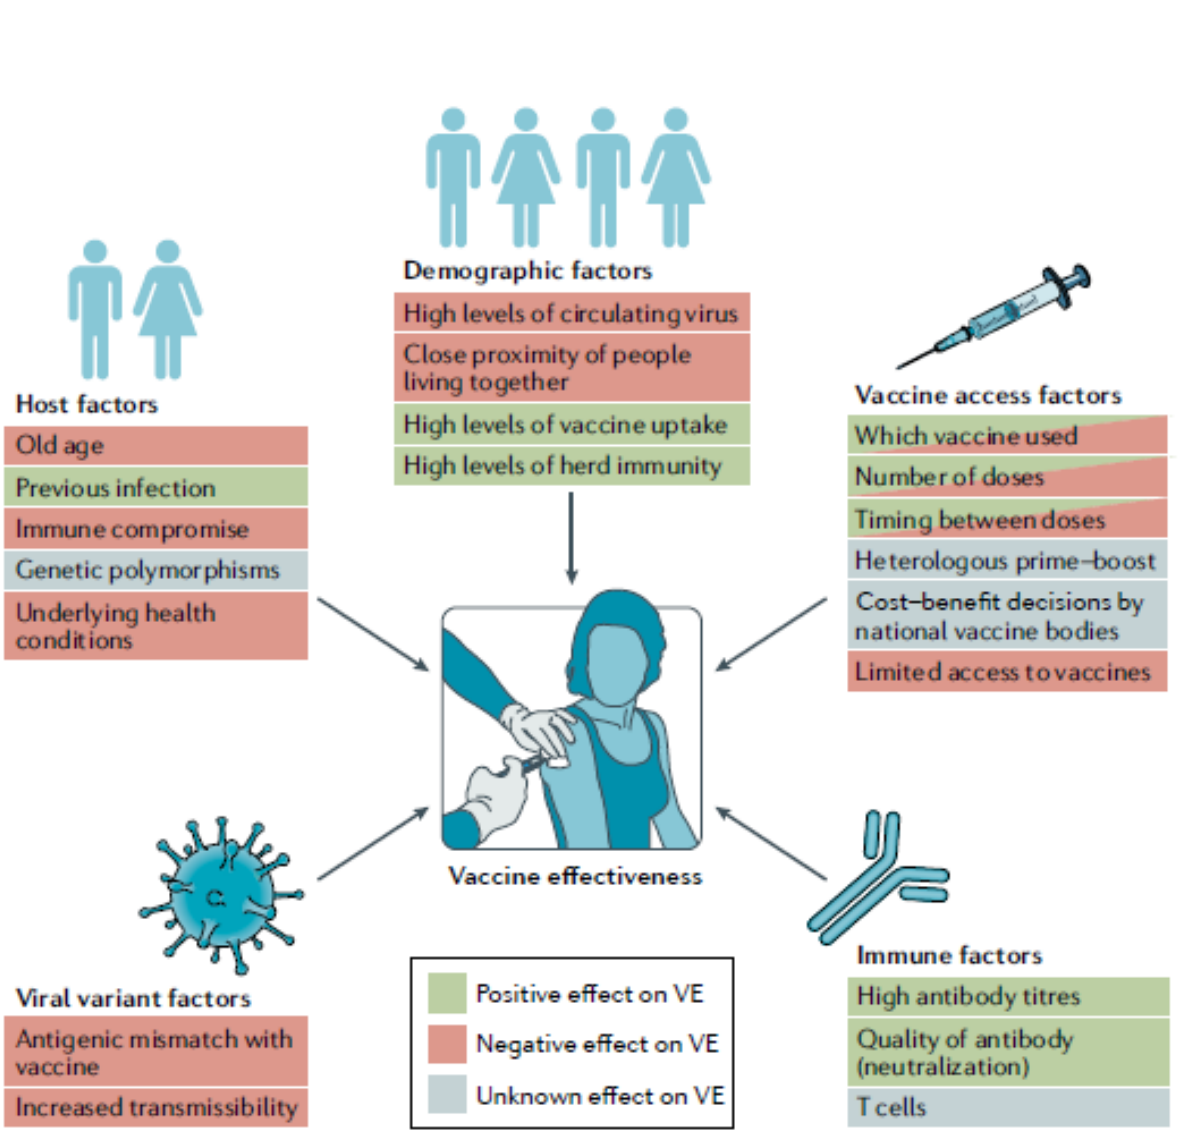 Demographic factors
High levels of circulating virus
Close proximity of people
living together
High levels of vaccine uptake
High levels of herd immunity
Host factors
Old age
Previous infection
Immune compromise
Genetic polymorphisms
Underlying health
conditions
Vaccine access factors
Which vaccine used
Number of doses
Timing between doses
Heterologous prime–boost
Cost–benefit decisions by
national vaccine bodies
Limited access to vaccines
Vaccine effectiveness
Viral variant factors
Antigenic mismatch with
vaccine
Increased transmissibility
Positive effect on VE
Negative effect on VE
Unknown effect on VE
Immune factors
High antibody titres
Quality of antibody
(neutralization)
T cells